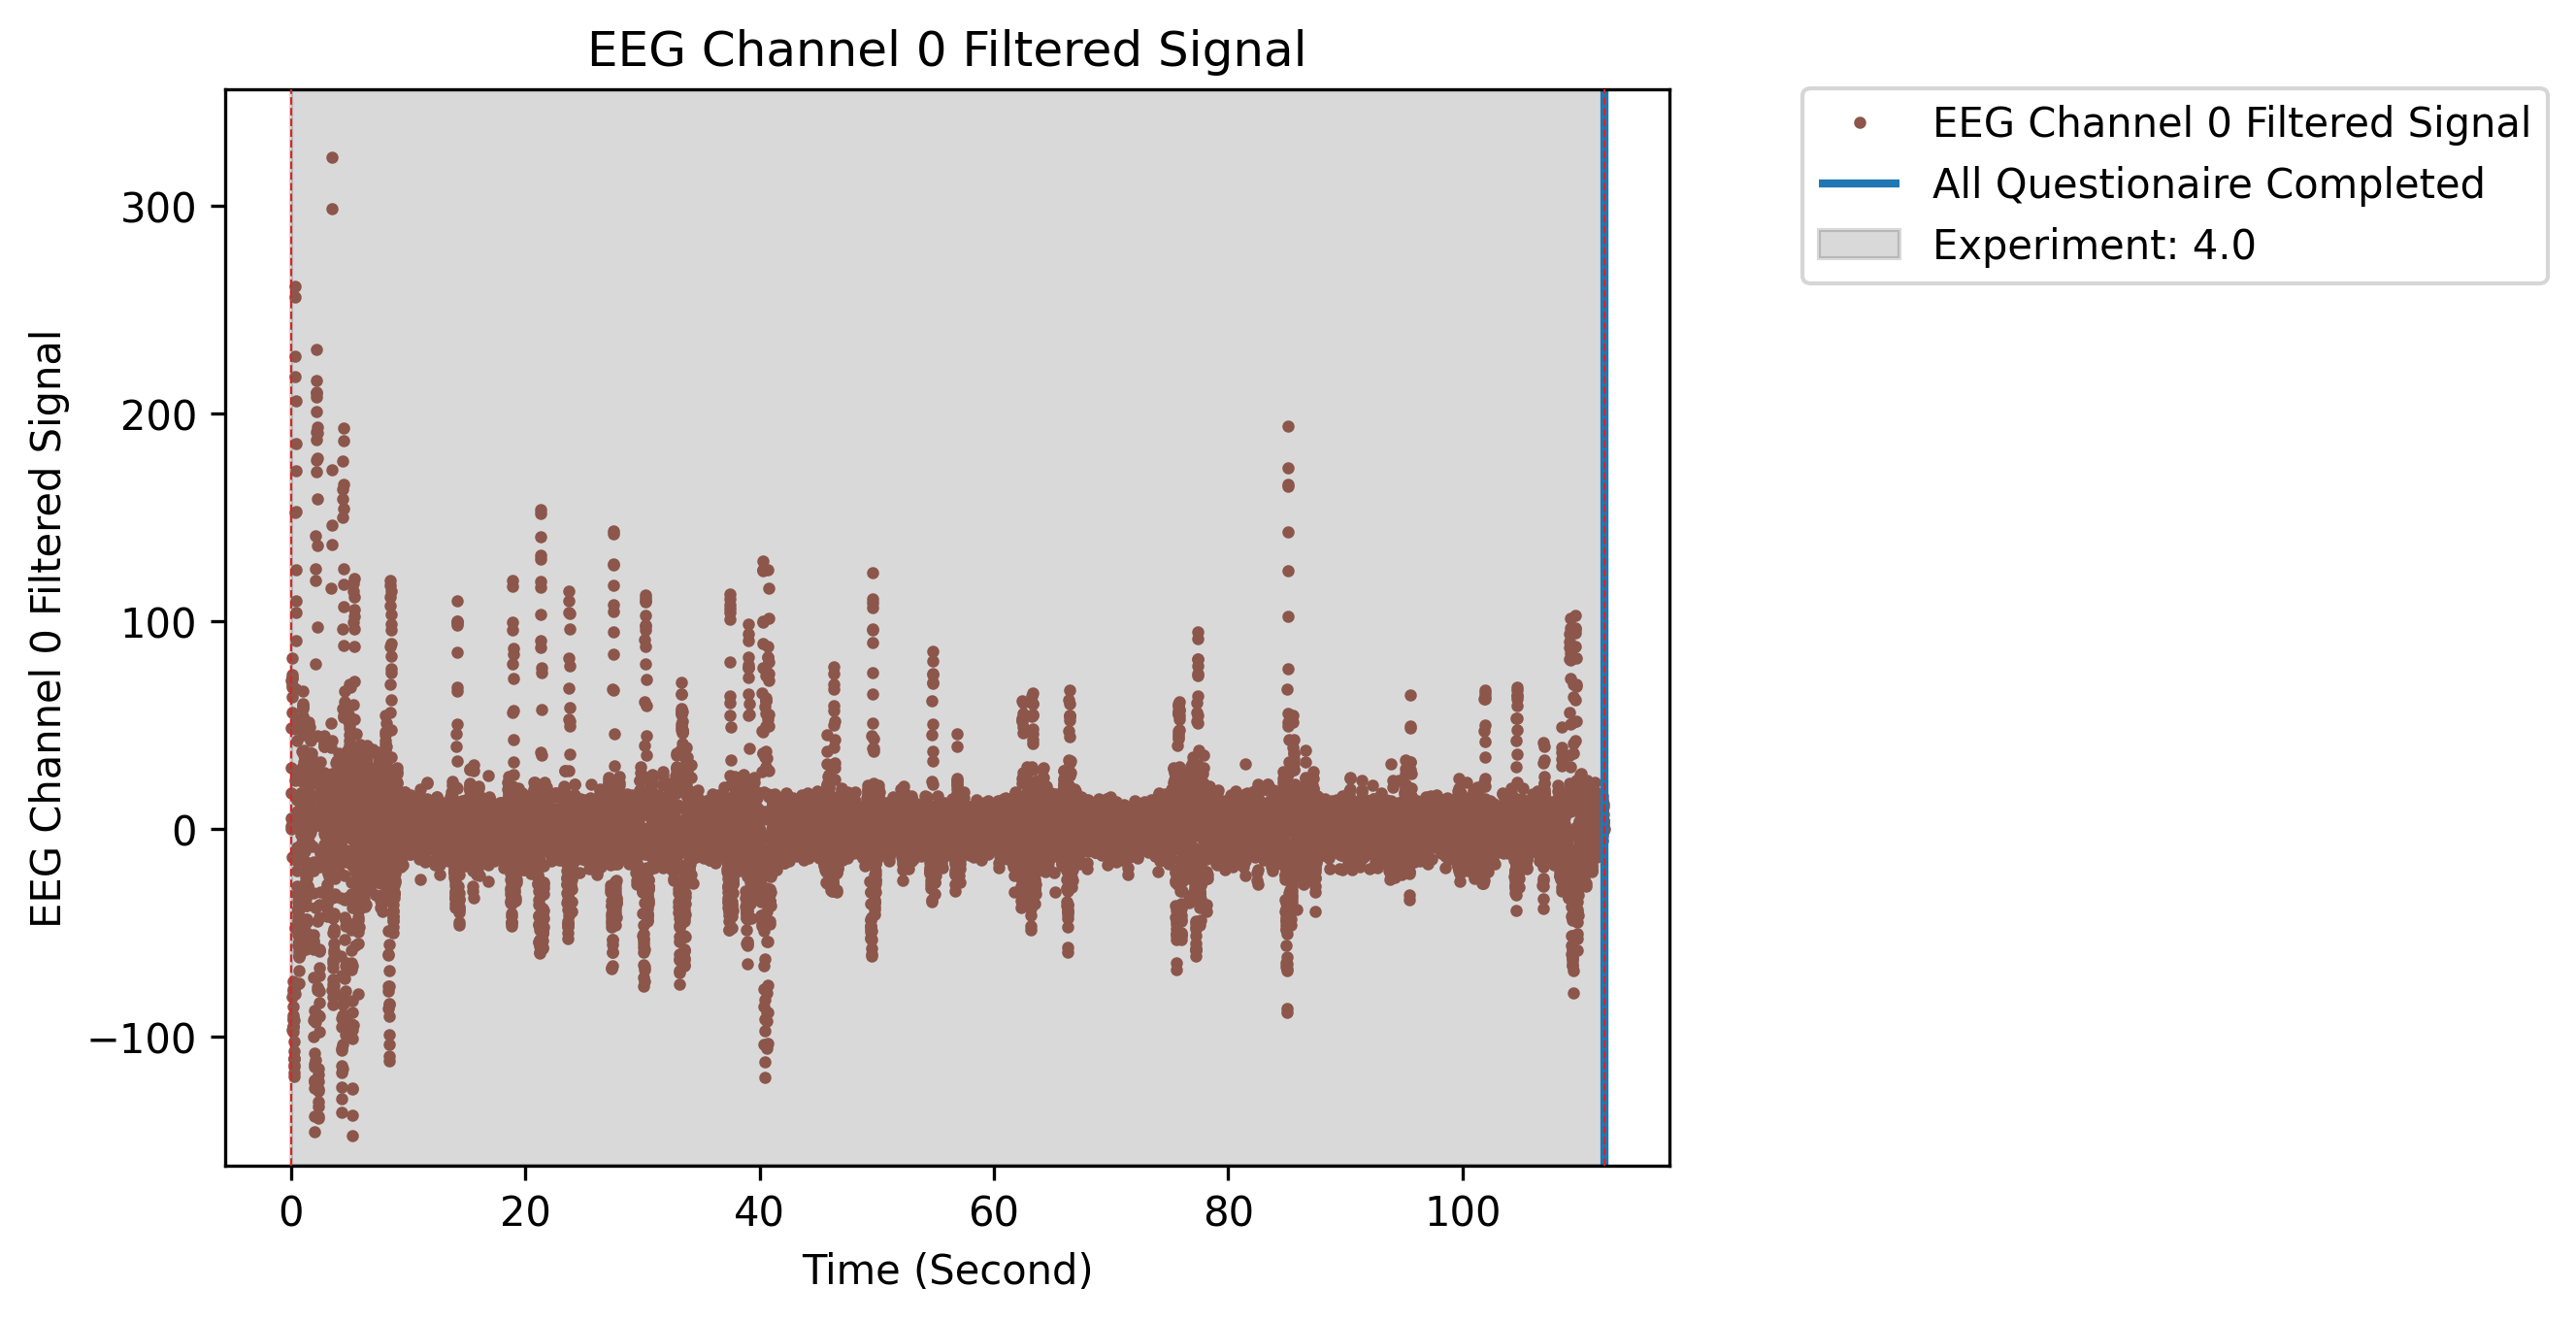 EEG Channel 0 Filtered Signal
EEG Channel 0 Filtered Signal
300
200
100
0
−100
0 20 40 60 80 100
Time (Second)
EEG Channel 0 Filtered Signal
All Questionaire Completed
Experiment: 4.0